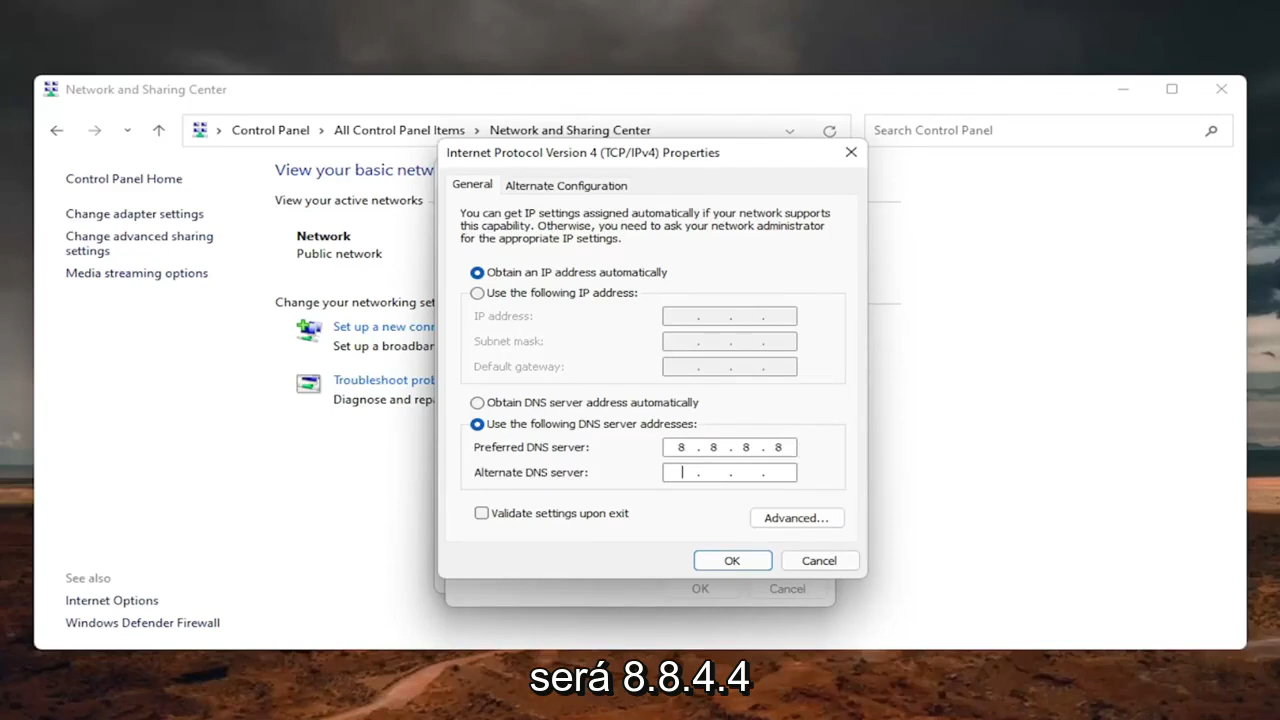 Network and Sharing Center
Control Panel > All Control Panel Items > Network and Sharing Center
Search Control Panel
Control Panel Home
Change adapter settings
Change advanced sharing
settings
Media streaming options
See also
Internet Options
Windows Defender Firewall
View your basic netw
View your active networks
Network
Public network
Change your networking set
Set up a new conn
Set up a broadbar
Troubleshoot prob
Diagnose and repa
Internet Protocol Version 4 (TCP/IPv4) Properties
General
Alternate Configuration
You can get IP settings assigned automatically if your network supports
this capability. Otherwise, you need to ask your network administrator
for the appropriate IP settings.
Obtain an IP address automatically
Use the following IP address:
IP address: . . .
Subnet mask: . . .
Default gateway: . . .
Obtain DNS server address automatically
Use the following DNS server addresses:
Preferred DNS server: 8 . 8 . 8 . 8
Alternate DNS server: . . .
Validate settings upon exit
Advanced...
OK Cancel
OK Cancel
será 8.8.4.4